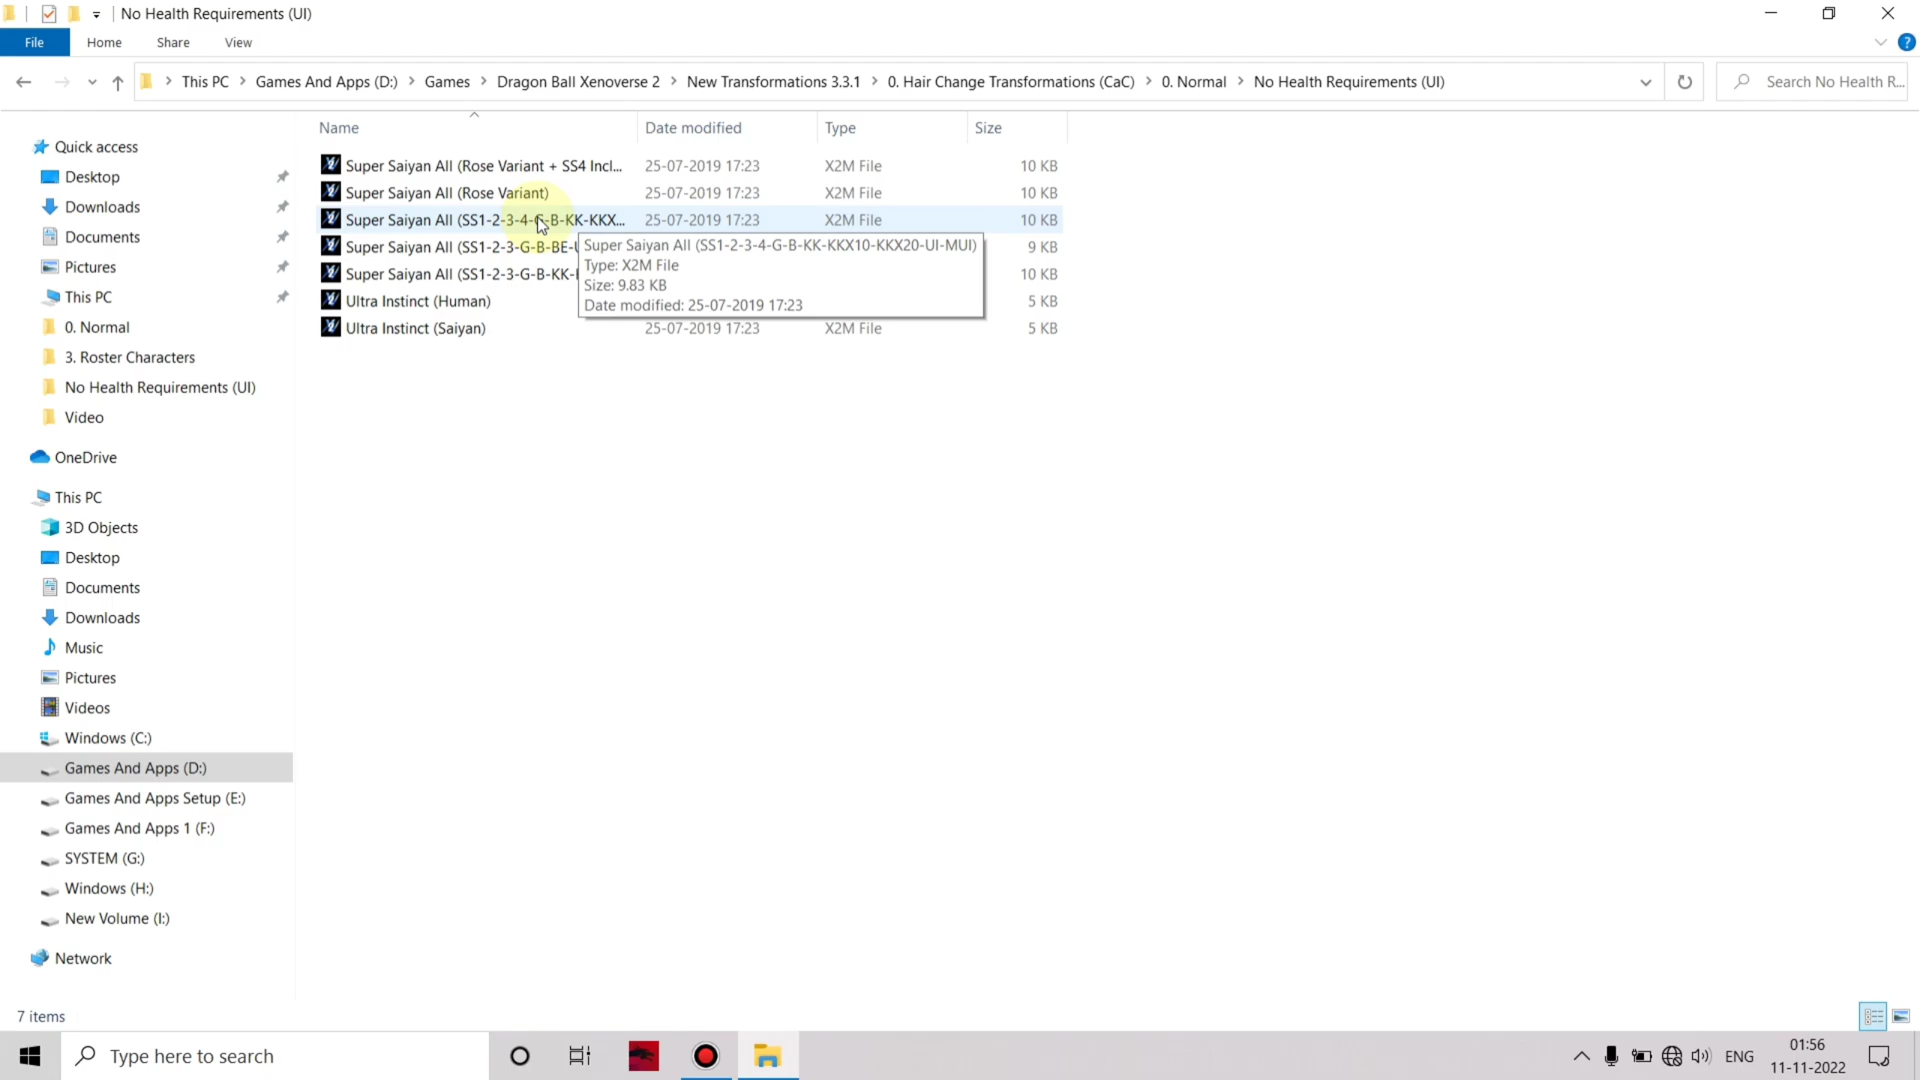 No Health Requirements (UI)
File Home Share View
This PC Games And Apps (D:) Games Dragon Ball Xenoverse 2 New Transformations 3.3.1 0. Hair Change Transformations (CaC) 0. Normal No Health Requirements (UI)
Search No Health R...
Name Date modified Type Size
Super Saiyan All (Rose Variant + SS4 Incl... 25-07-2019 17:23 X2M File 10 KB
Super Saiyan All (Rose Variant) 25-07-2019 17:23 X2M File 10 KB
Super Saiyan All (SS1-2-3-4-G-B-KK-KKX... 25-07-2019 17:23 X2M File 10 KB
Super Saiyan All (SS1-2-3-G-B-BE-U 9 KB
Super Saiyan All (SS1-2-3-G-B-KK- 10 KB
Ultra Instinct (Human) 5 KB
Ultra Instinct (Saiyan) 25-07-2019 17:23 X2M File 5 KB
Super Saiyan All (SS1-2-3-4-G-B-KK-KKX10-KKX20-UI-MUI)
Type: X2M File
Size: 9.83 KB
Date modified: 25-07-2019 17:23
Quick access
Desktop
Downloads
Documents
Pictures
This PC
0. Normal
3. Roster Characters
No Health Requirements (UI)
Video
OneDrive
This PC
3D Objects
Desktop
Documents
Downloads
Music
Pictures
Videos
Windows (C:)
Games And Apps (D:)
Games And Apps Setup (E:)
Games And Apps 1 (F:)
SYSTEM (G:)
Windows (H:)
New Volume (I:)
Network
7 items
Type here to search
ENG
01:56
11-11-2022